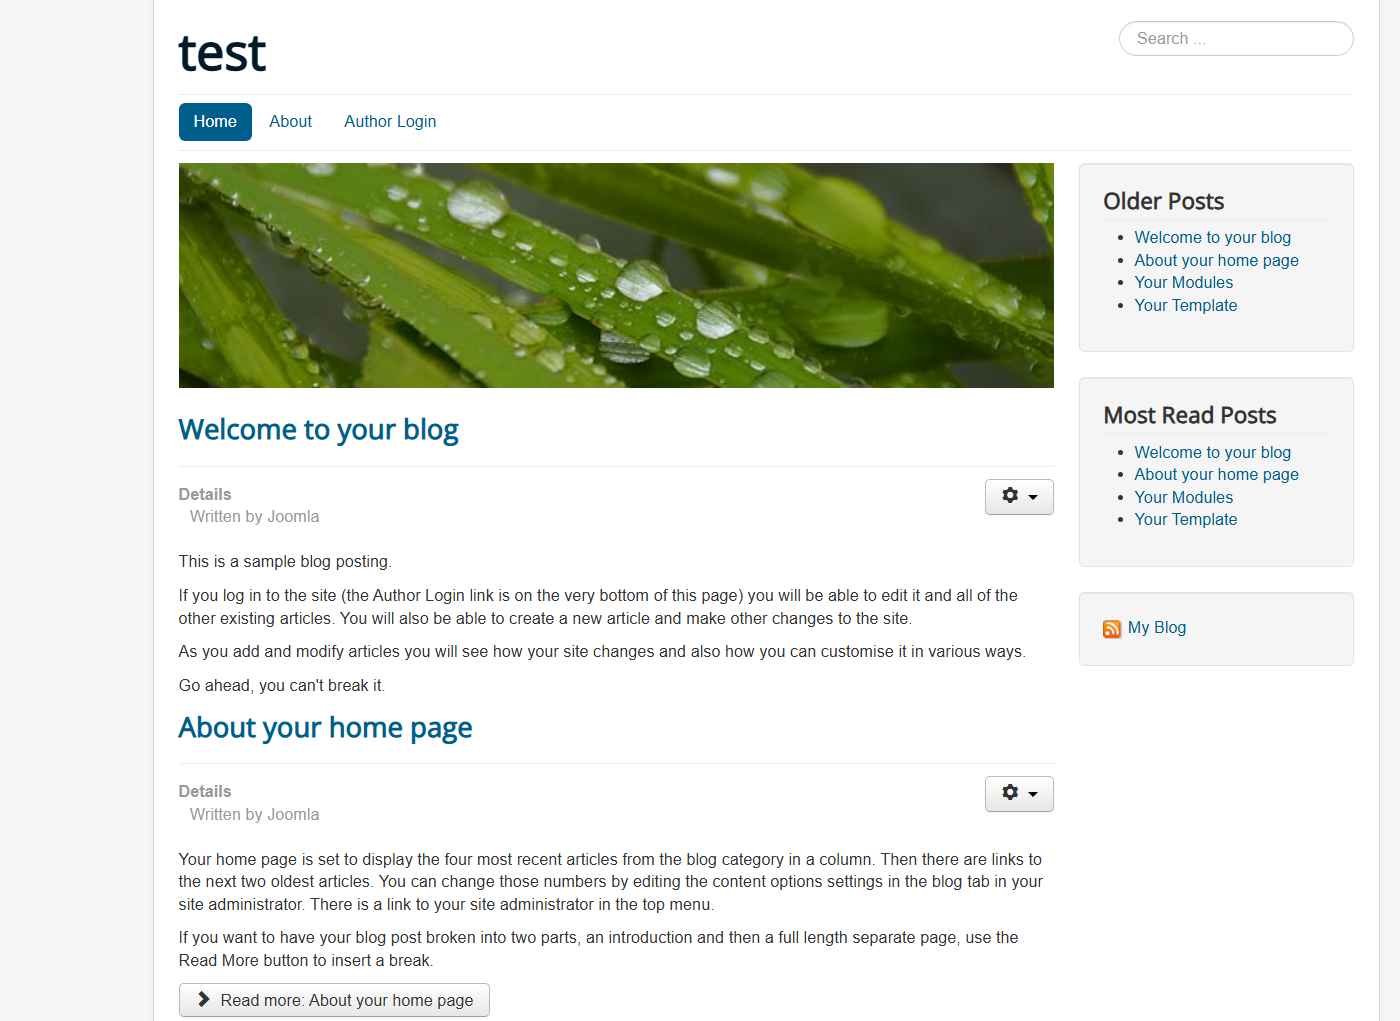 test
Search ...
Home
About
Author Login
Welcome to your blog
Details
Written by Joomla
This is a sample blog posting.
If you log in to the site (the Author Login link is on the very bottom of this page) you will be able to edit it and all of the
other existing articles. You will also be able to create a new article and make other changes to the site.
As you add and modify articles you will see how your site changes and also how you can customise it in various ways.
Go ahead, you can't break it.
About your home page
Details
Written by Joomla
Your home page is set to display the four most recent articles from the blog category in a column. Then there are links to
the next two oldest articles. You can change those numbers by editing the content options settings in the blog tab in your
site administrator. There is a link to your site administrator in the top menu.
If you want to have your blog post broken into two parts, an introduction and then a full length separate page, use the
Read More button to insert a break.
Read more: About your home page
Older Posts
Welcome to your blog
About your home page
Your Modules
Your Template
Most Read Posts
Welcome to your blog
About your home page
Your Modules
Your Template
My Blog